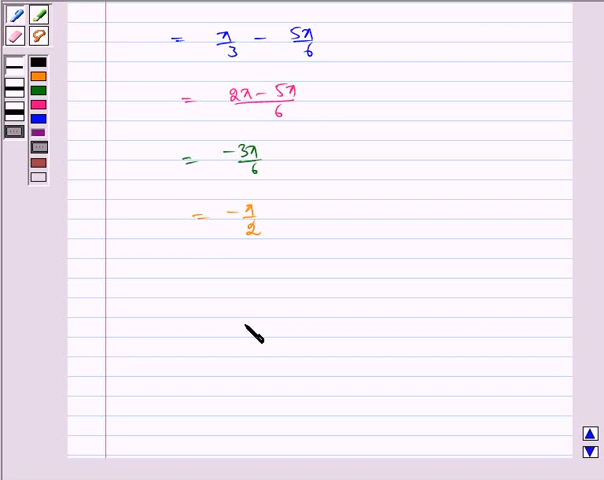 = π/3 − 5π/6
= 2π − 5π/6
= −3π/6
= −π/2